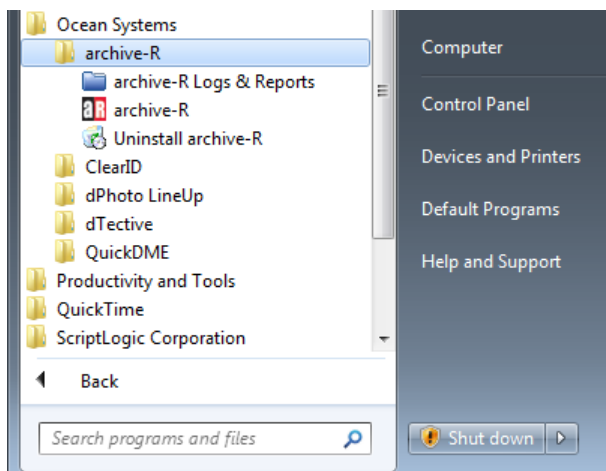 Ocean Systems
archive-R
archive-R Logs & Reports
aR archive-R
Uninstall archive-R
ClearID
dPhoto LineUp
dTective
QuickDME
Productivity and Tools
QuickTime
ScriptLogic Corporation
Back
Search programs and files
Computer
Control Panel
Devices and Printers
Default Programs
Help and Support
Shut down